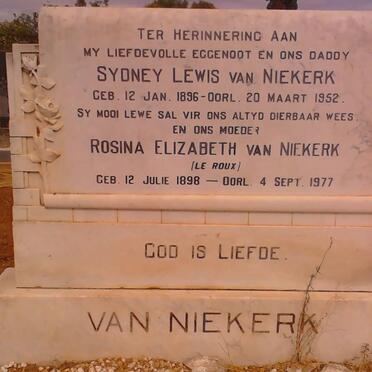 TER HERINNERING AAN
MY LIEFDEVOLLE EGGENOOT EN ONS DADDY
SYDNEY LEWIS VAN NIEKERK
GEB. 12 JAN. 1896-OORL. 20 MAART 1952.
SY MOOI LEWE SAL VIR ONS ALTYD DIERBAAR WEES.
EN ONS MOEDER
ROSINA ELIZABETH VAN NIEKERK
(LE ROUX)
GEB. 12 JULIE 1898 — OORL. 4 SEPT. 1977
GOD IS LIEFDE.
VAN NIEKERK